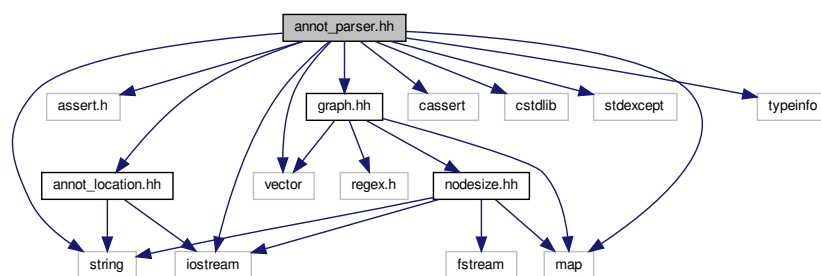 annot_parser.hh
assert.h
graph.hh
cassert
cstdlib
stdexcept
typeinfo
annot_location.hh
vector
regex.h
nodesize.hh
string
iostream
fstream
map